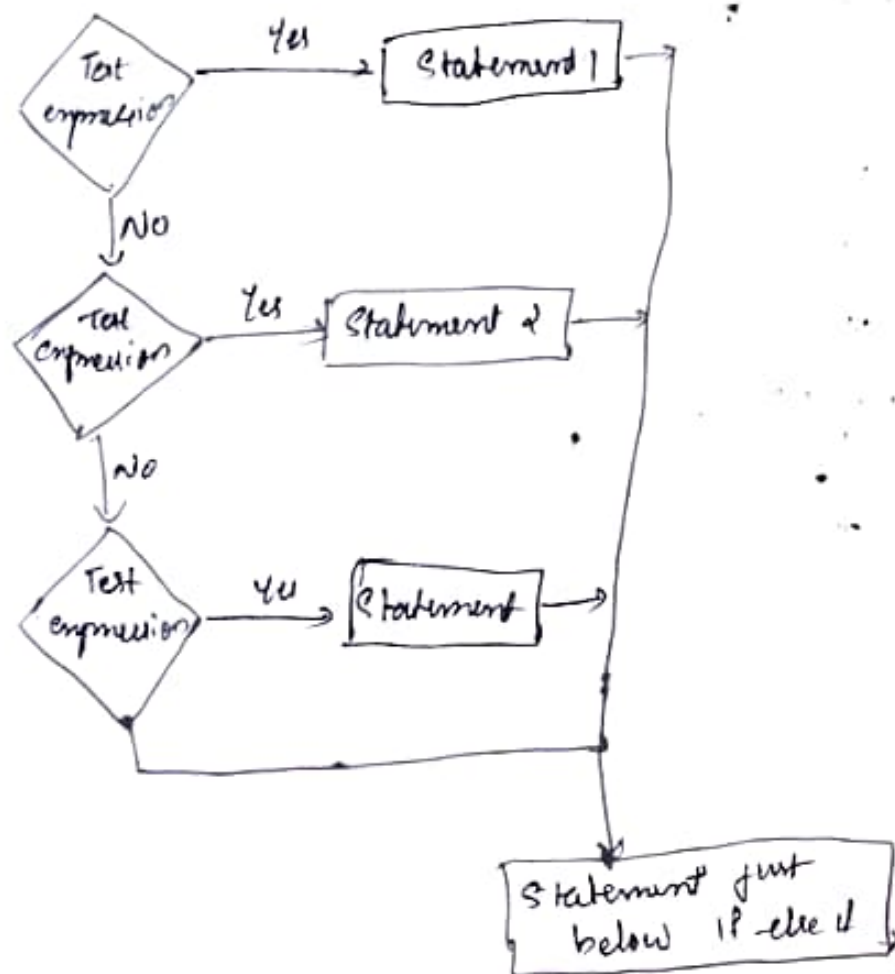 Test
expression
Yes
Statement 1
NO
Test
expression
Yes
Statement 2
NO
Test
expression
Yes
Statement
Statement just
below if else if